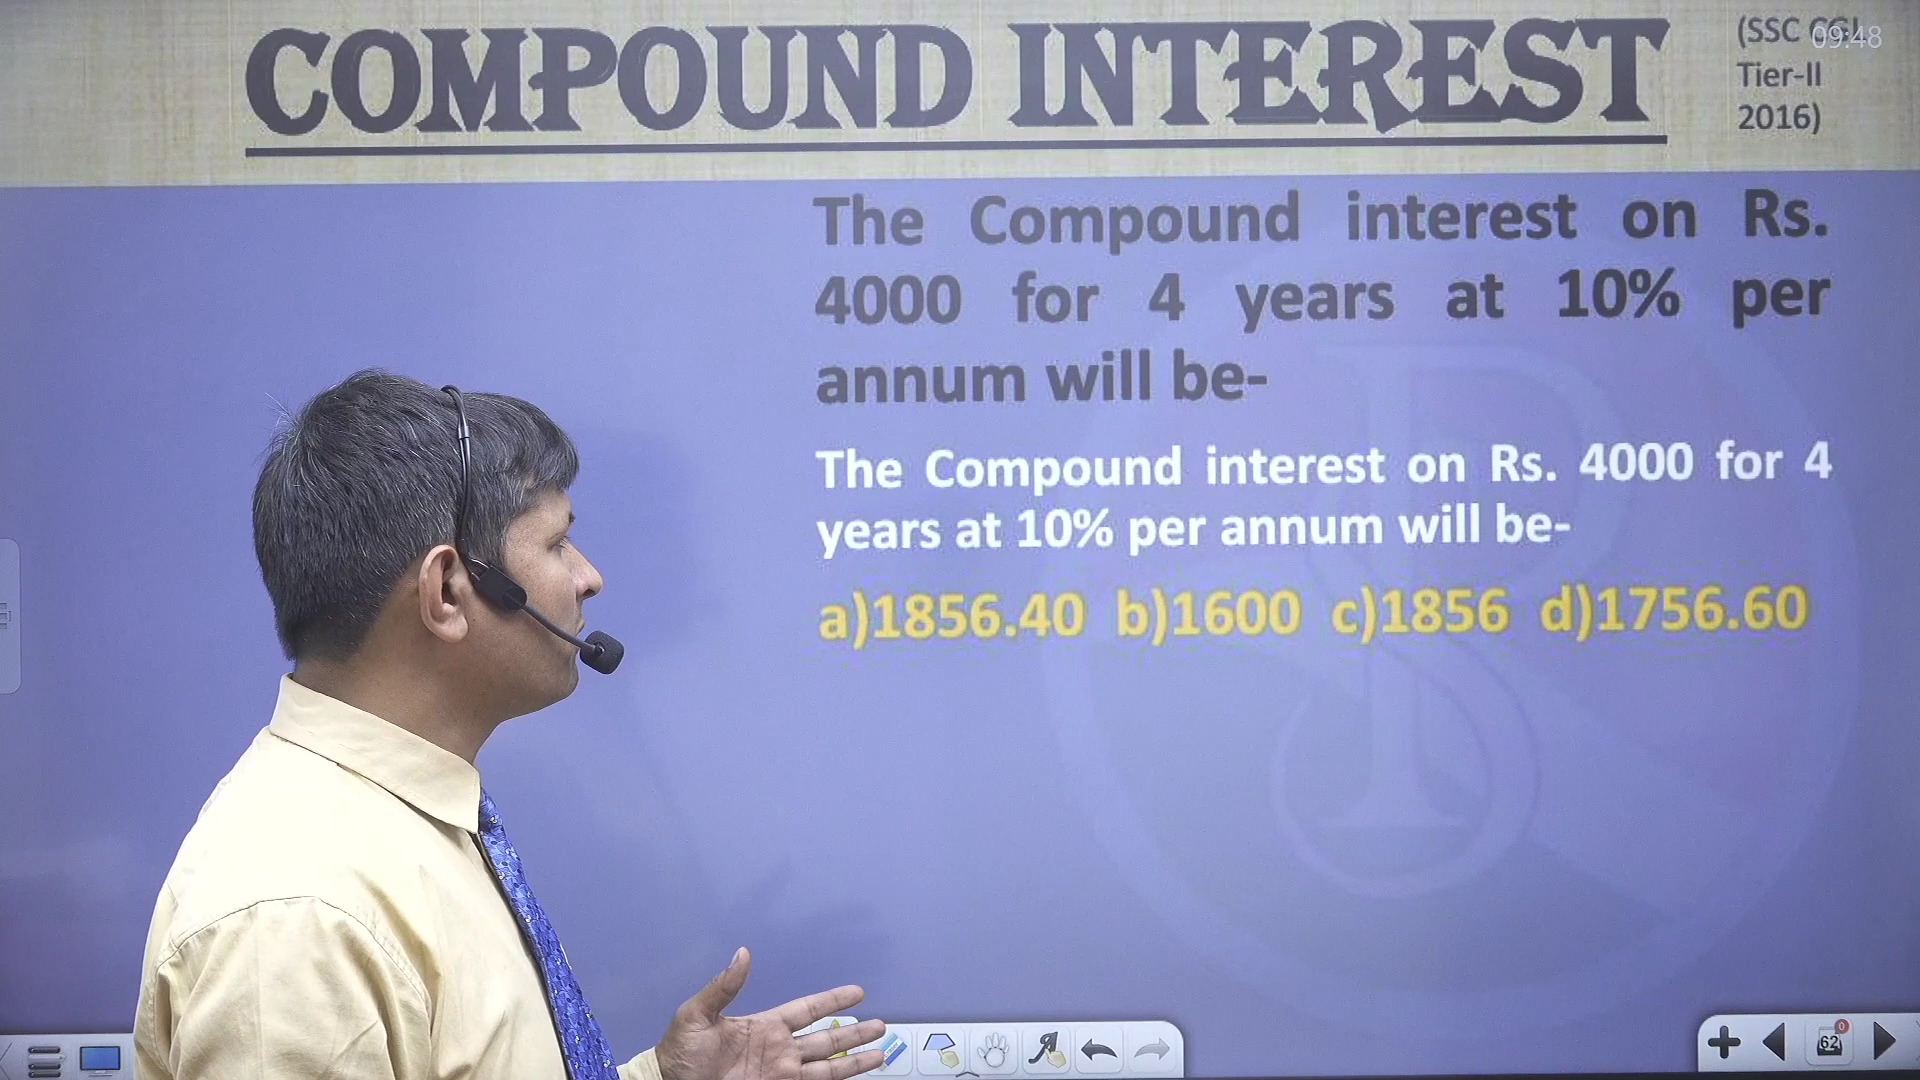 COMPOUND INTEREST
(SSC CGL
09:48
Tier-II
2016)
The Compound interest on Rs.
4000 for 4 years at 10% per
annum will be-
The Compound interest on Rs. 4000 for 4
years at 10% per annum will be-
a)1856.40 b)1600 c)1856 d)1756.60
0
62